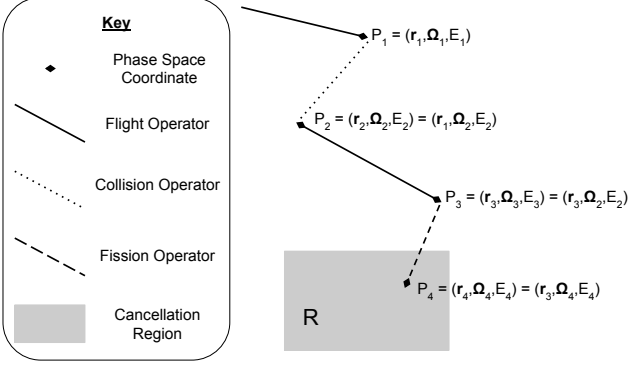 Key
Phase Space
Coordinate
Flight Operator
Collision Operator
Fission Operator
Cancellation
Region
P₁ = (r₁,Ω₁,E₁)
P₂ = (r₂,Ω₂,E₂) = (r₁,Ω₂,E₂)
P₃ = (r₃,Ω₃,E₃) = (r₃,Ω₂,E₂)
P₄ = (r₄,Ω₄,E₄) = (r₃,Ω₄,E₄)
R